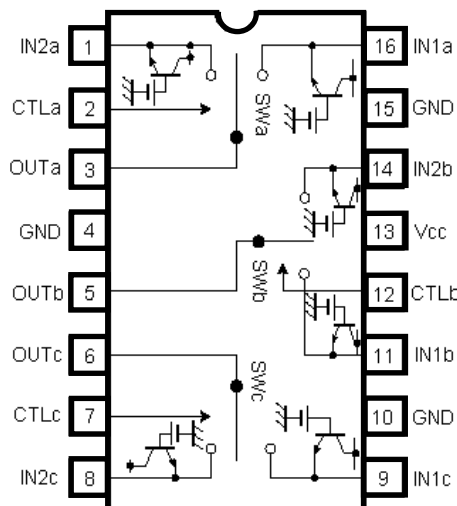 IN2a 1 16 IN1a
CTLa 2 SWa 15 GND
OUTa 3 14 IN2b
GND 4 13 Vcc
OUTb 5 SWb 12 CTLb
OUTc 6 11 IN1b
CTLc 7 SWc 10 GND
IN2c 8 9 IN1c